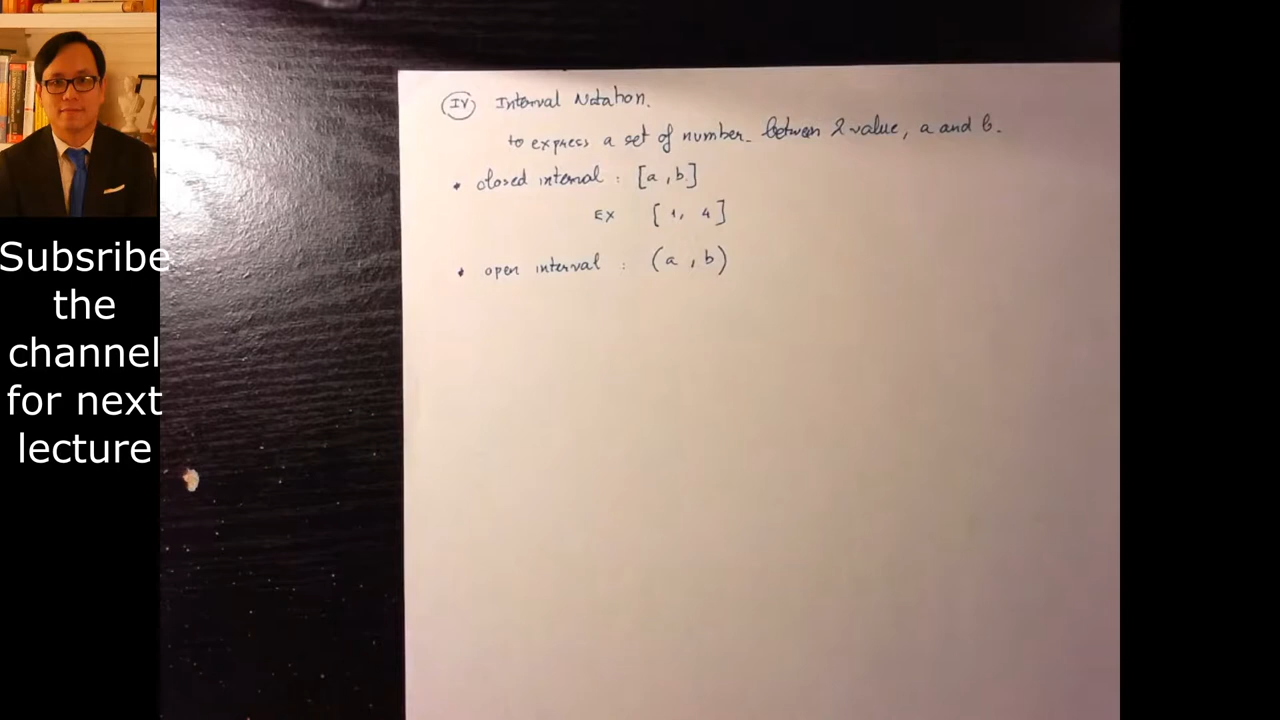 Subsribe
the
channel
for next
lecture
IV Interval Notation.
to express a set of number between 2 value, a and b.
• closed interval : [a, b]
EX [1, 4]
• open interval : (a, b)